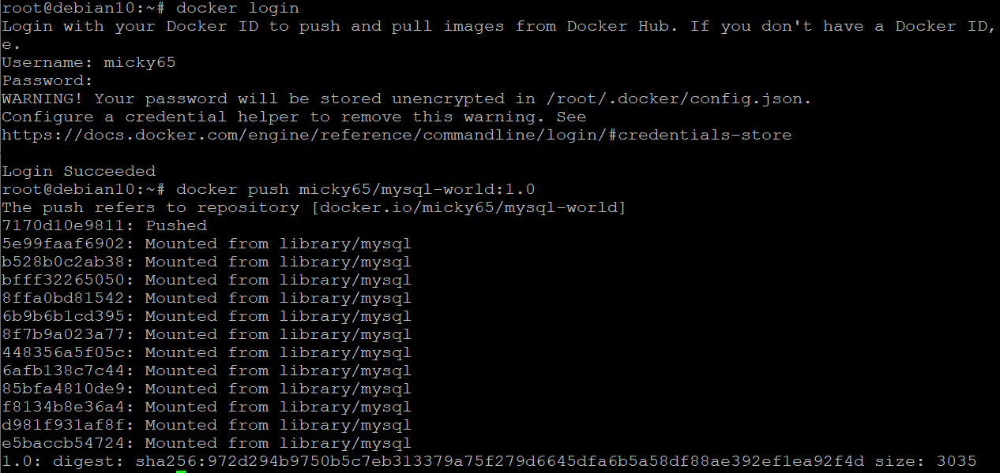 root@debian10:~# docker login
Login with your Docker ID to push and pull images from Docker Hub. If you don't have a Docker ID,
e.
Username: micky65
Password:
WARNING! Your password will be stored unencrypted in /root/.docker/config.json.
Configure a credential helper to remove this warning. See
https://docs.docker.com/engine/reference/commandline/login/#credentials-store
Login Succeeded
root@debian10:~# docker push micky65/mysql-world:1.0
The push refers to repository [docker.io/micky65/mysql-world]
7170d10e9811: Pushed
5e99faaf6902: Mounted from library/mysql
b528b0c2ab38: Mounted from library/mysql
bfff32265050: Mounted from library/mysql
8ffa0bd81542: Mounted from library/mysql
6b9b6b1cd395: Mounted from library/mysql
8f7b9a023a77: Mounted from library/mysql
448356a5f05c: Mounted from library/mysql
6afb138c7c44: Mounted from library/mysql
85bfa4810de9: Mounted from library/mysql
f8134b8e36a4: Mounted from library/mysql
d981f931af8f: Mounted from library/mysql
e5baccb54724: Mounted from library/mysql
1.0: digest: sha256:972d294b9750b5c7eb313379a75f279d6645dfa6b5a58df88ae392ef1ea92f4d size: 3035